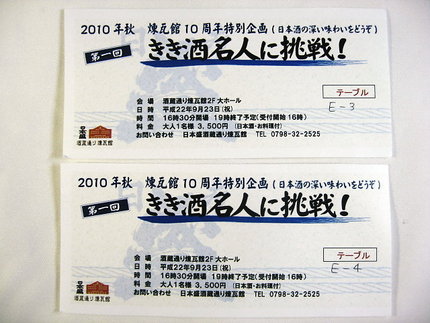 2010年秋 煉瓦館10周年特別企画(日本酒の深い味わいをどうぞ)
第一回 きき酒名人に挑戦!
テーブル
E-3
会 場 酒蔵通り煉瓦館2F大ホール
日 時 平成22年9月23日(祝)
時 間 16時30分開場 19時終了予定(受付開始16時)
料 金 大人1名様 3,500円 (日本酒・お料理付)
お問い合わせ 日本盛酒蔵通り煉瓦館 TEL 0798-32-2525
日本盛
酒蔵通り煉瓦館
2010年秋 煉瓦館10周年特別企画(日本酒の深い味わいをどうぞ)
第一回 きき酒名人に挑戦!
テーブル
E-4
会 場 酒蔵通り煉瓦館2F大ホール
日 時 平成22年9月23日(祝)
時 間 16時30分開場 19時終了予定(受付開始16時)
料 金 大人1名様 3,500円 (日本酒・お料理付)
お問い合わせ 日本盛酒蔵通り煉瓦館 TEL 0798-32-2525
日本盛
酒蔵通り煉瓦館